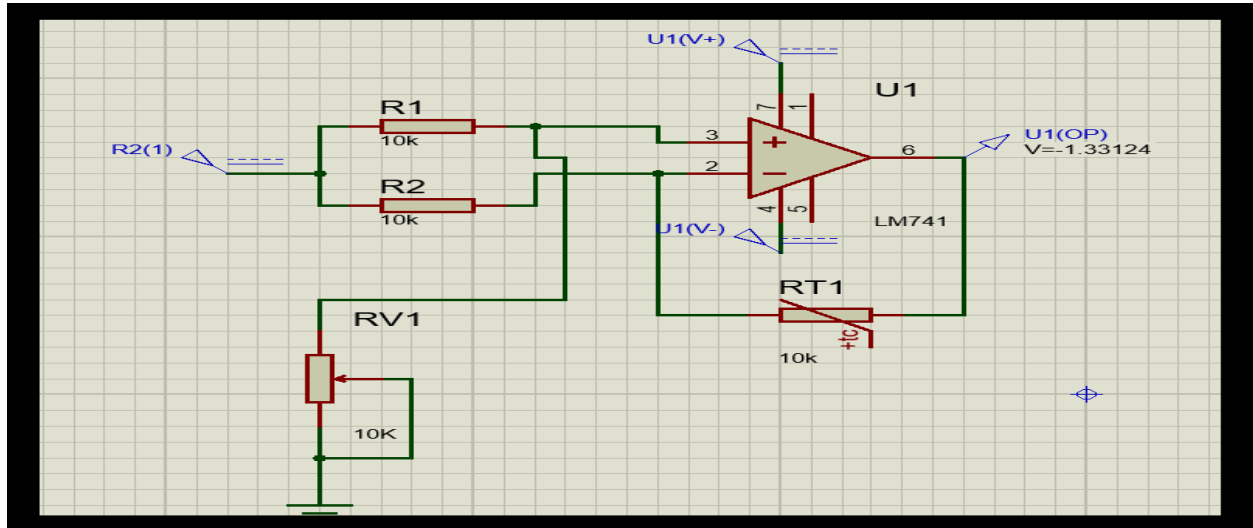 U1(V+)
U1
7
1
R1
10k
R2(1)
3
+
6
U1(OP)
V=-1.33124
2
−
R2
10k
4
5
LM741
U1(V-)
RT1
+tc
10k
RV1
10K